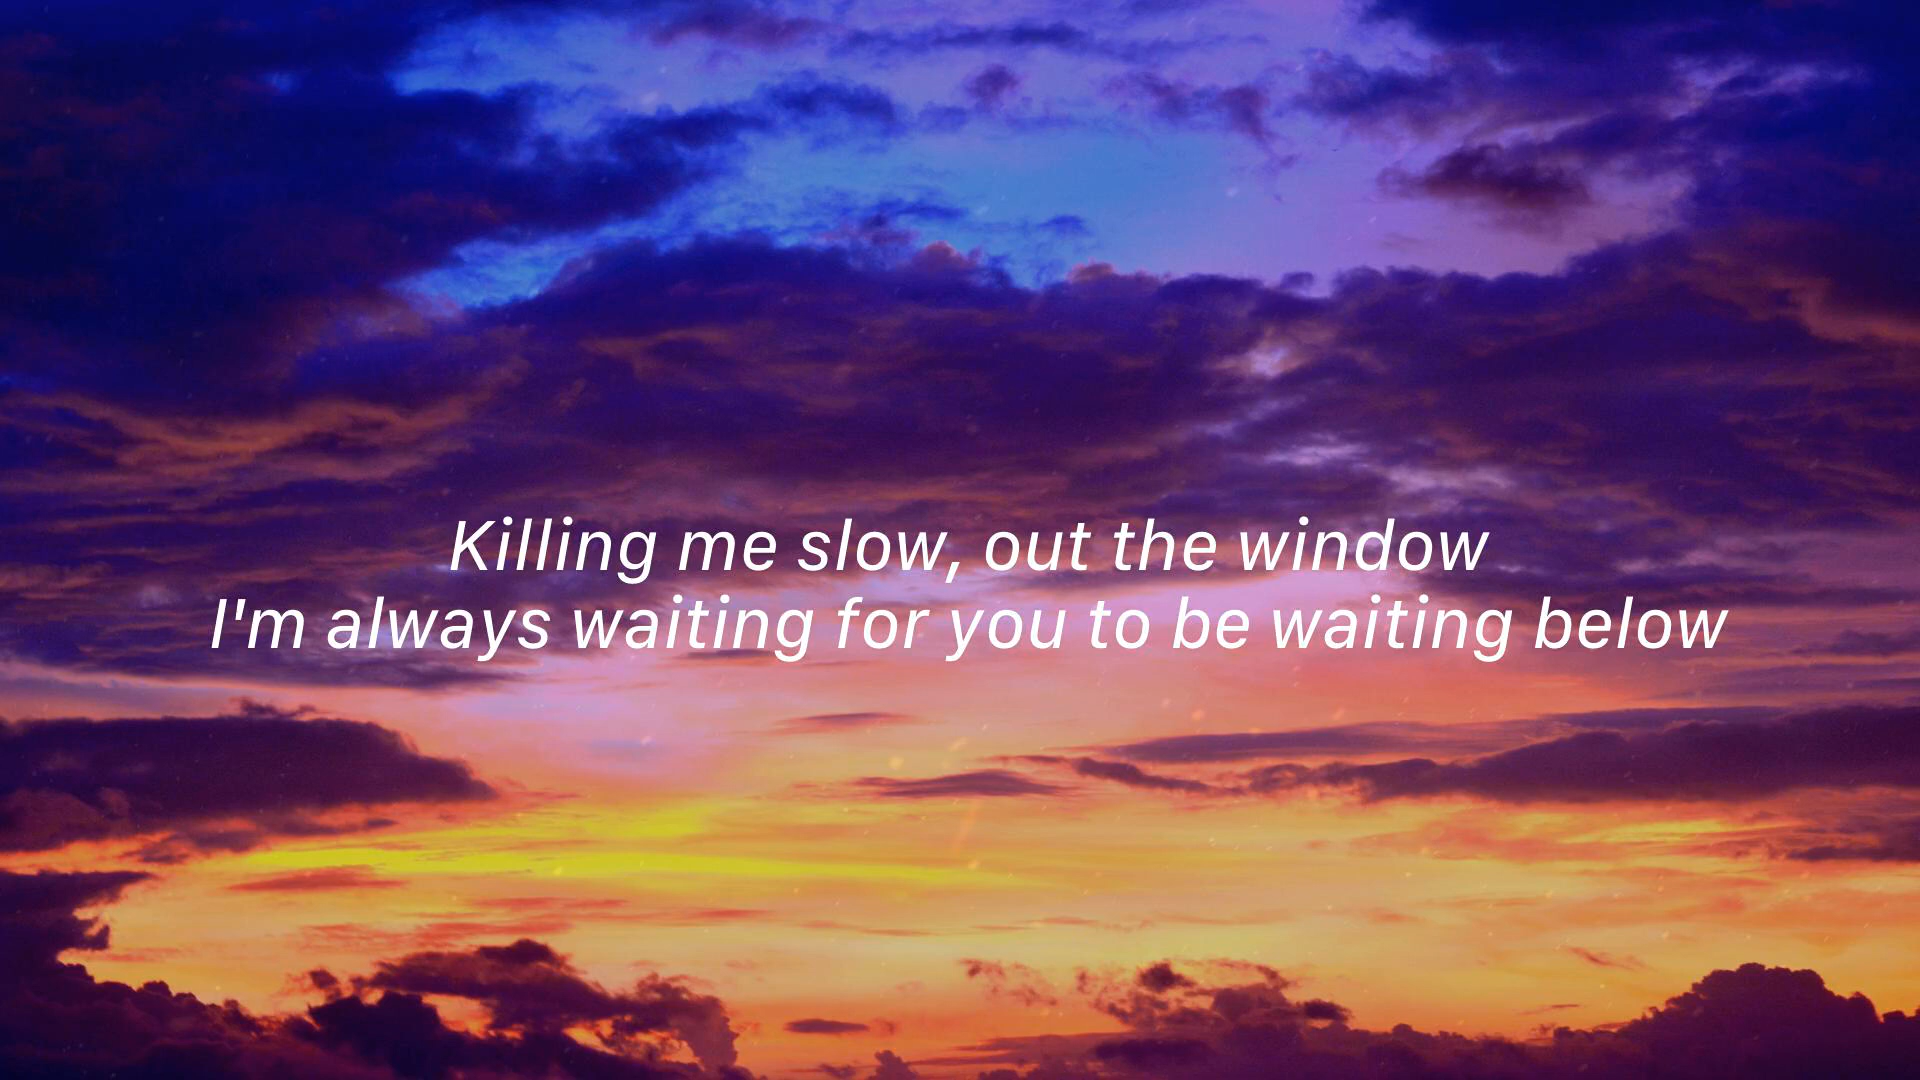 Killing me slow, out the window
I'm always waiting for you to be waiting below